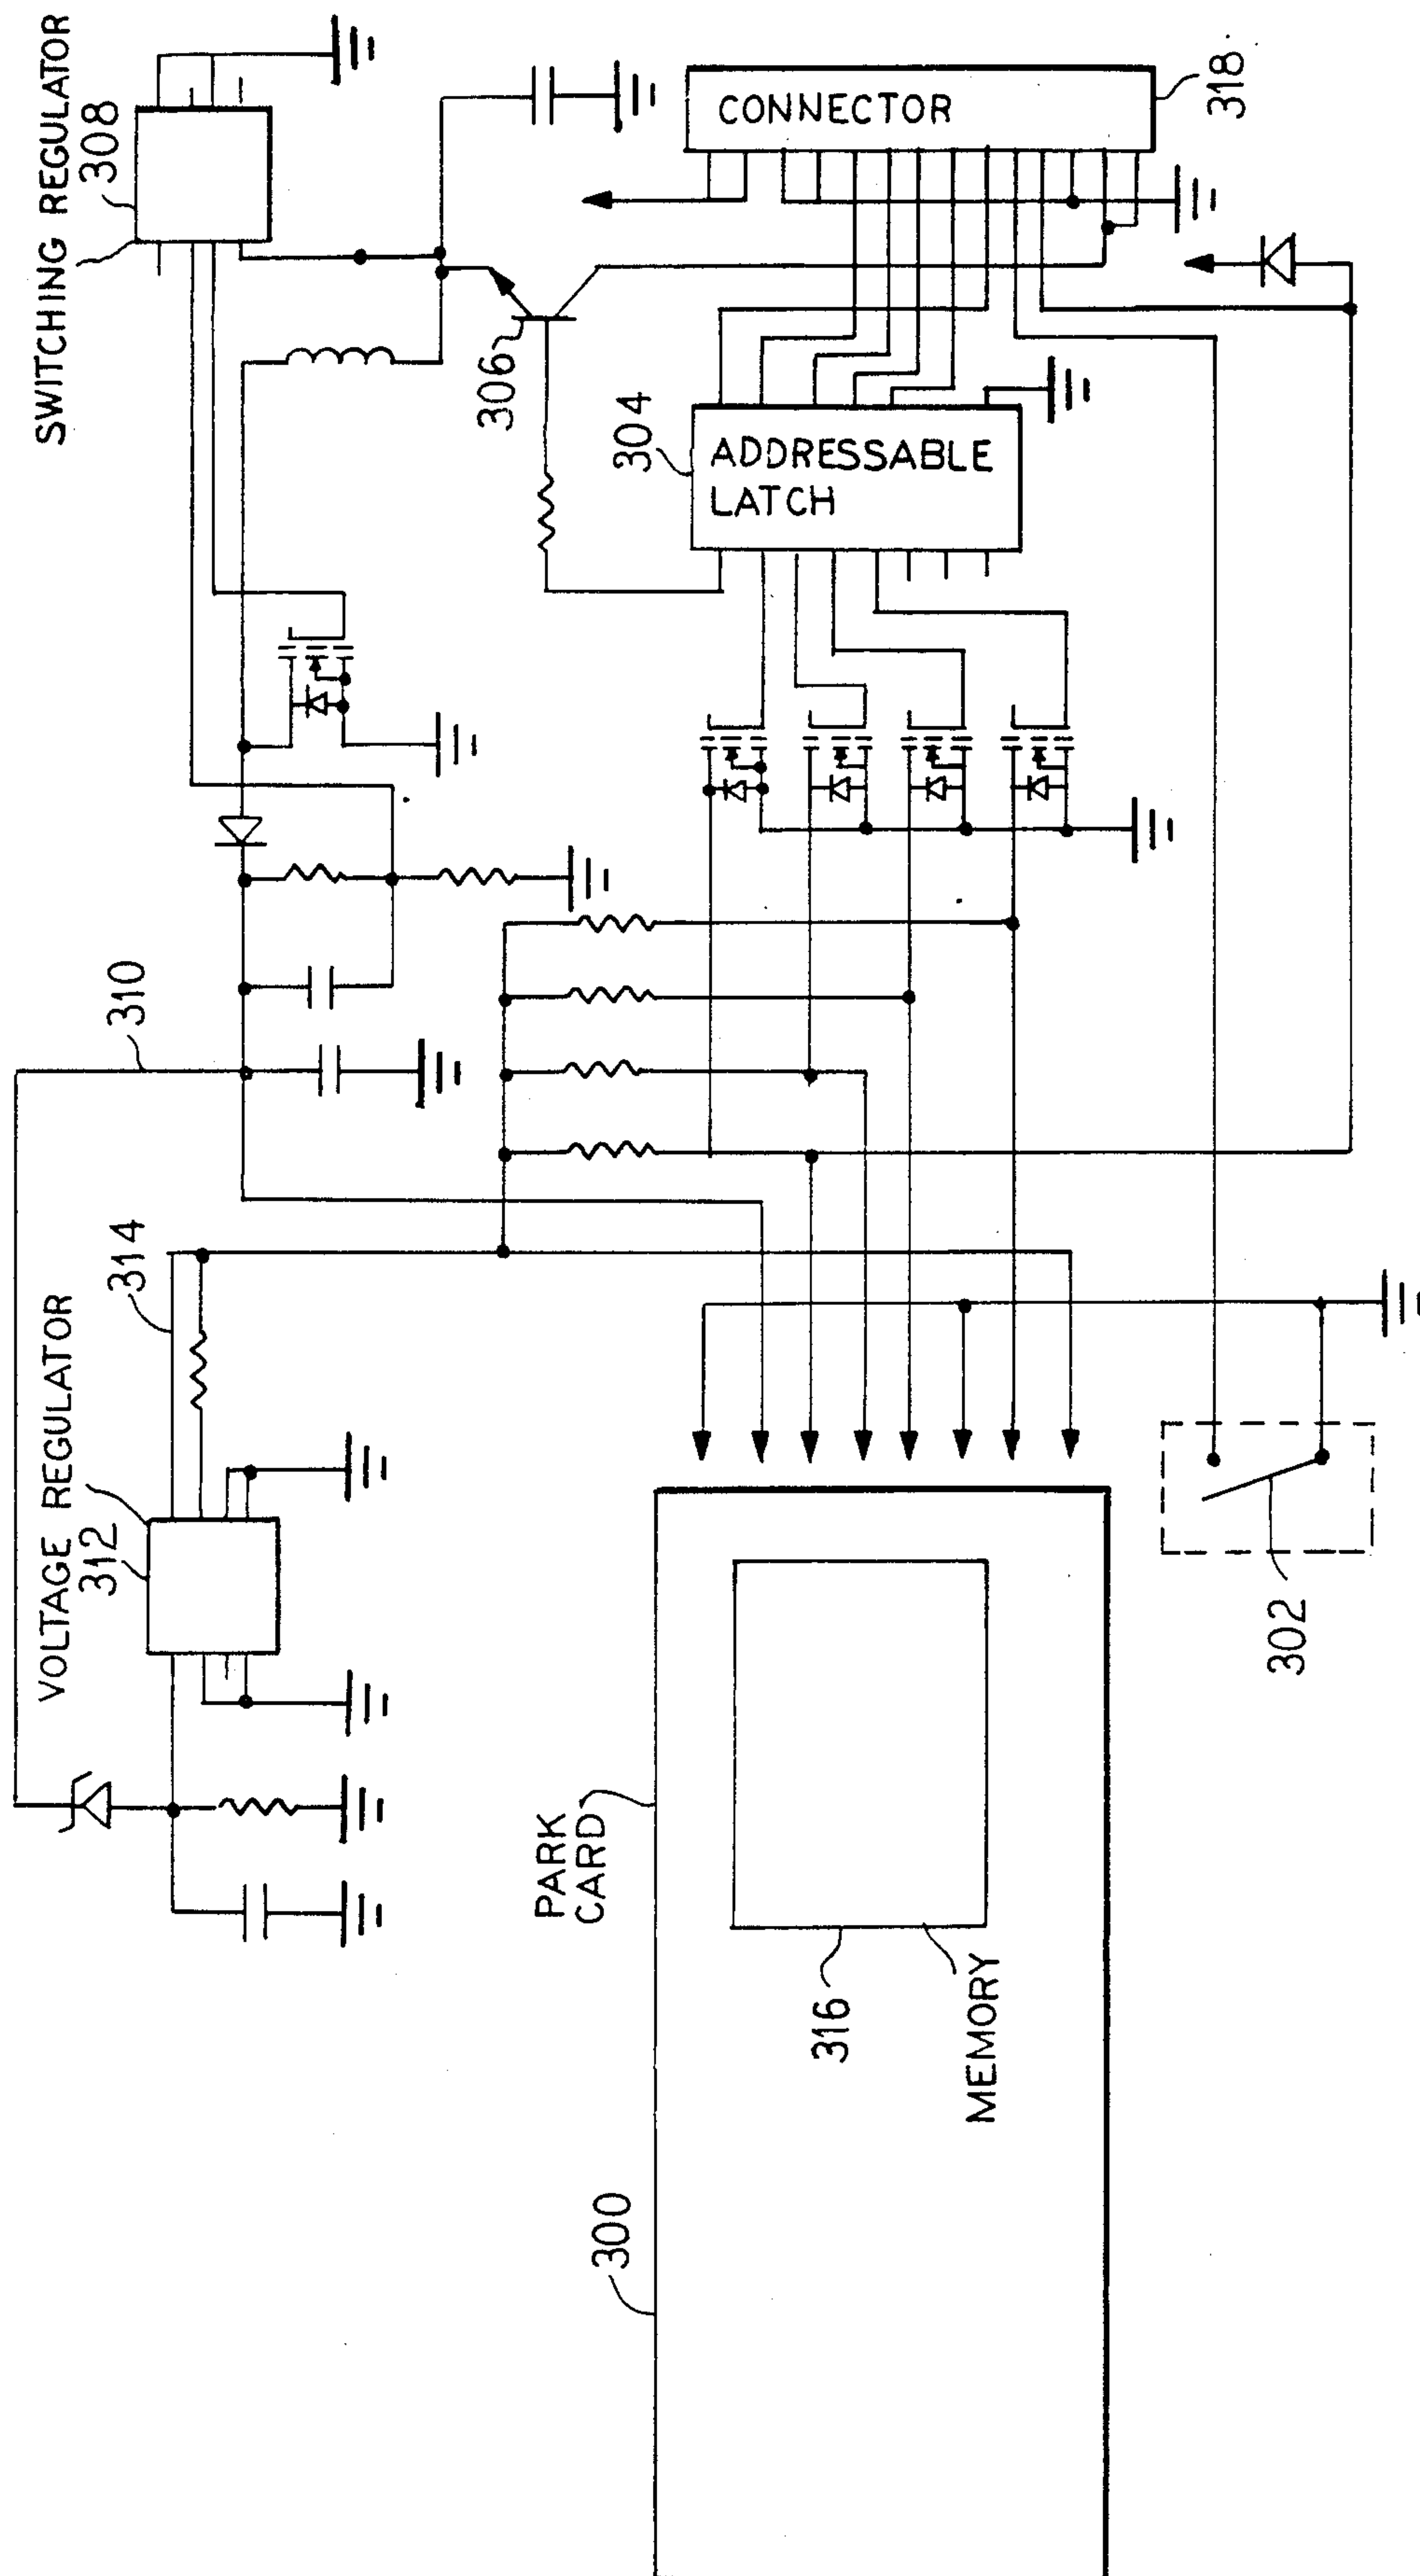 SWITCHING REGULATOR
308
CONNECTOR
318
306
304
ADDRESSABLE
LATCH
310
314
VOLTAGE REGULATOR
312
302
PARK
CARD
316
MEMORY
300